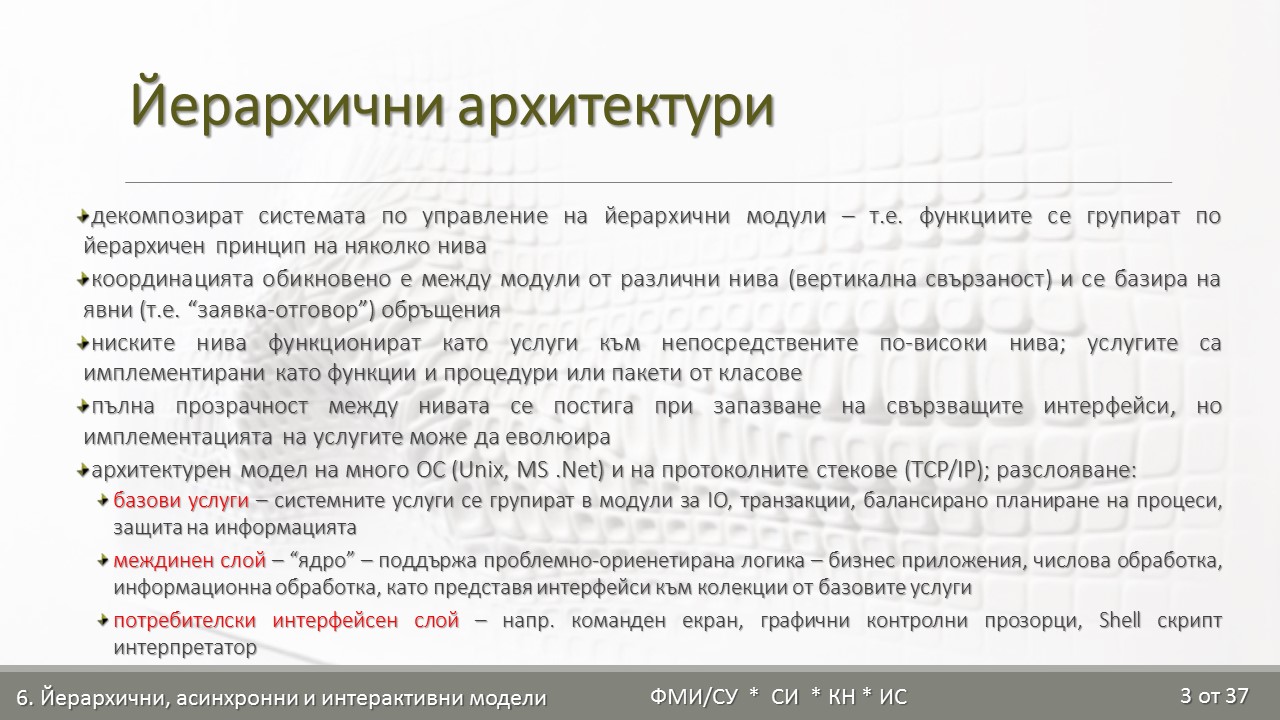 Йерархични архитектури
декомпозират системата по управление на йерархични модули – т.е. функциите се групират по
йерархичен принцип на няколко нива
координацията обикновено е между модули от различни нива (вертикална свързаност) и се базира на
явни (т.е. “заявка-отговор”) обръщения
ниските нива функционират като услуги към непосредствените по-високи нива; услугите са
имплементирани като функции и процедури или пакети от класове
пълна прозрачност между нивата се постига при запазване на свързващите интерфейси, но
имплементацията на услугите може да еволюира
архитектурен модел на много ОС (Unix, MS .Net) и на протоколните стекове (TCP/IP); разслояване:
базови услуги – системните услуги се групират в модули за IO, транзакции, балансирано планиране на процеси,
защита на информацията
междинен слой – “ядро” – поддържа проблемно-ориенетирана логика – бизнес приложения, числова обработка,
информационна обработка, като представя интерфейси към колекции от базовите услуги
потребителски интерфейсен слой – напр. команден екран, графични контролни прозорци, Shell скрипт
интерпретатор
6. Йерархични, асинхронни и интерактивни модели
ФМИ/СУ * СИ * КН * ИС
3 от 37